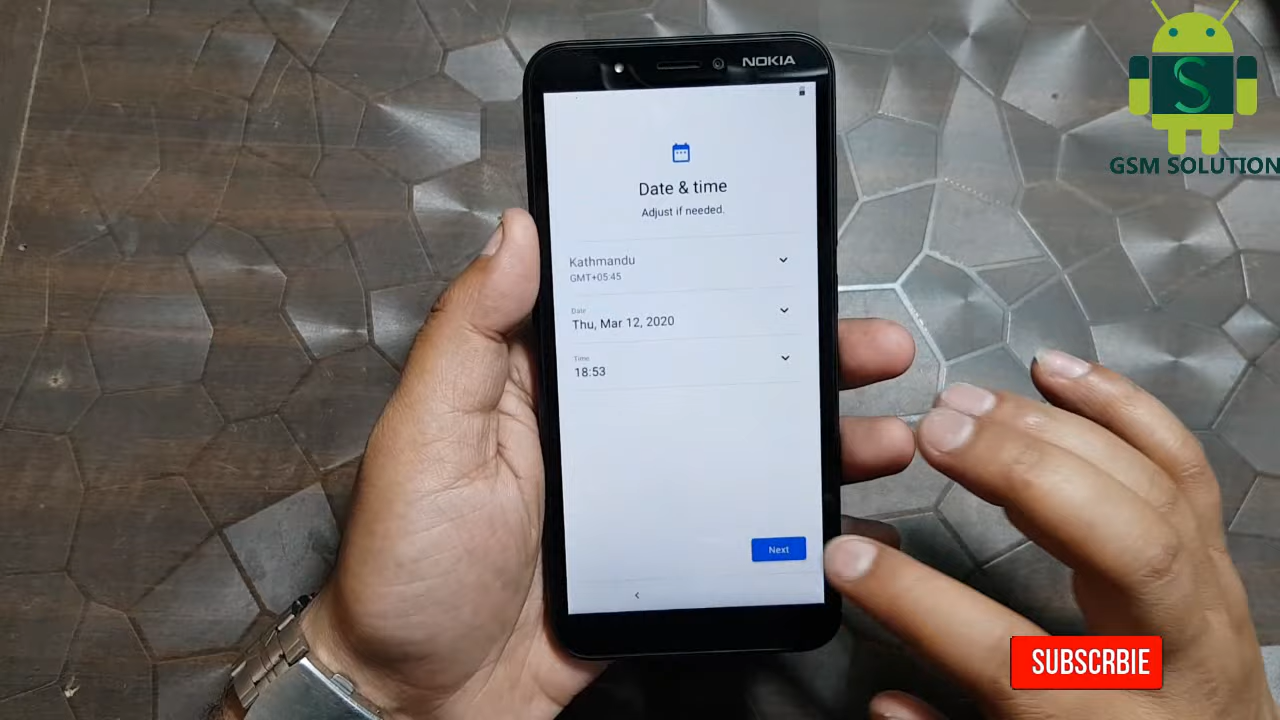 NOKIA
S
GSM SOLUTION
Date & time
Adjust if needed.
Kathmandu
GMT+05:45
Date
Thu, Mar 12, 2020
Time
18:53
Next
SUBSCRBIE